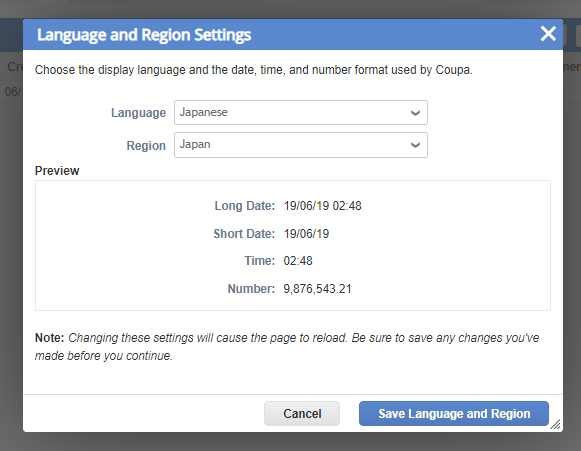 Language and Region Settings
Choose the display language and the date, time, and number format used by Coupa.
Language Japanese
Region Japan
Preview
Long Date: 19/06/19 02:48
Short Date: 19/06/19
Time: 02:48
Number: 9,876,543.21
Note: Changing these settings will cause the page to reload. Be sure to save any changes you've
made before you continue.
Cancel Save Language and Region